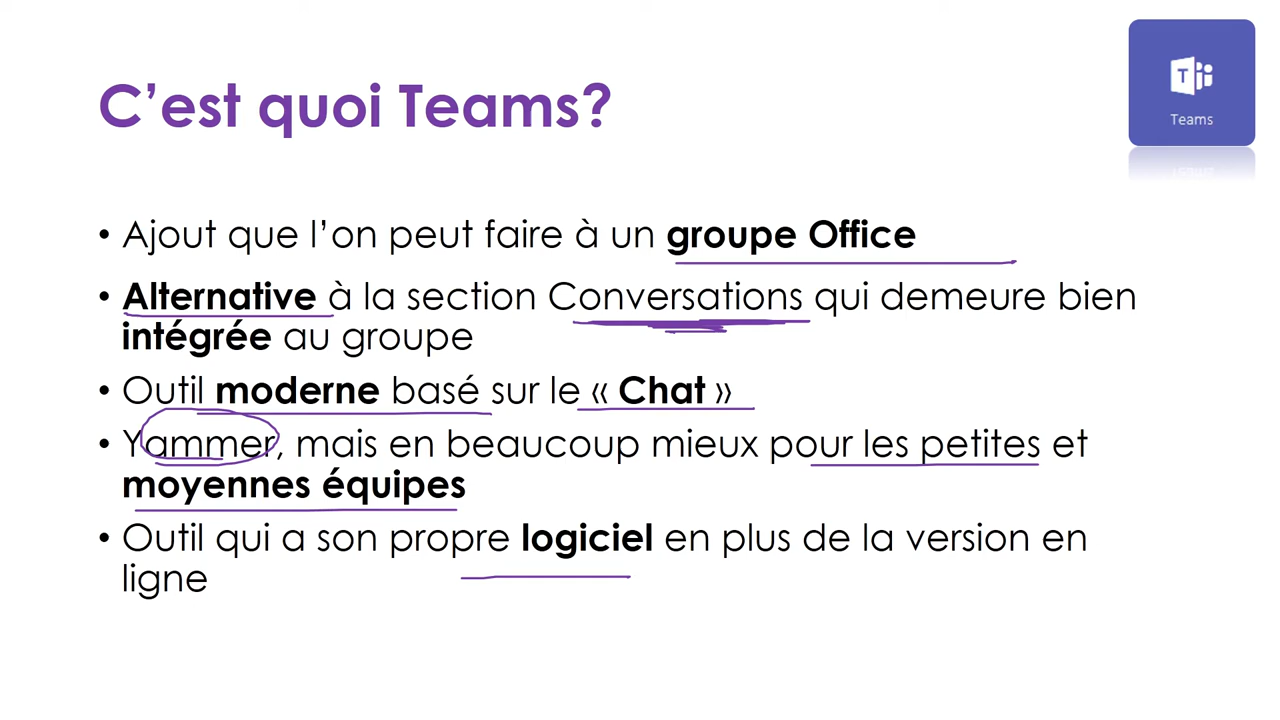 C’est quoi Teams?
Teams
• Ajout que l’on peut faire à un groupe Office
• Alternative à la section Conversations qui demeure bien
intégrée au groupe
• Outil moderne basé sur le « Chat »
• Yammer, mais en beaucoup mieux pour les petites et
moyennes équipes
• Outil qui a son propre logiciel en plus de la version en
ligne